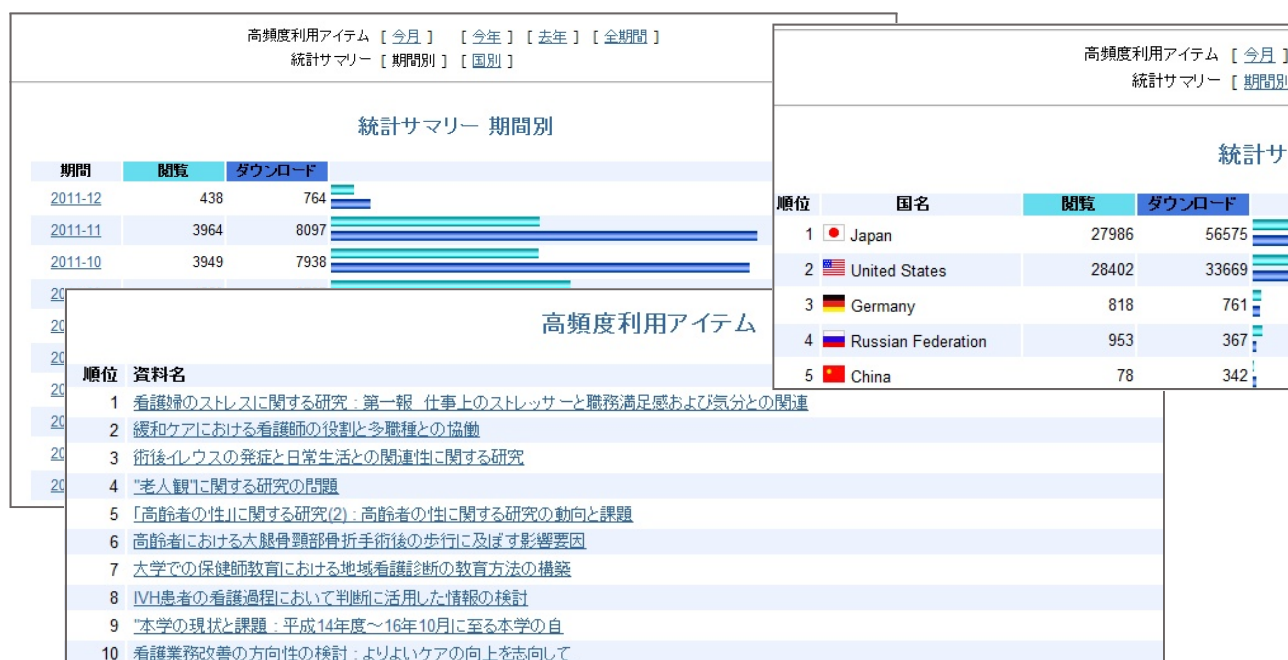 高頻度利用アイテム [ 今月 ] [ 今年 ] [ 去年 ] [ 全期間 ]
統計サマリー [ 期間別 ] [ 国別 ]
統計サマリー 期間別
期間 閲覧 ダウンロード
2011-12 438 764
2011-11 3964 8097
2011-10 3949 7938
高頻度利用アイテム [ 今月 ]
統計サマリー [ 期間別
統計サ
順位 国名 閲覧 ダウンロード
1 Japan 27986 56575
2 United States 28402 33669
3 Germany 818 761
4 Russian Federation 953 367
5 China 78 342
高頻度利用アイテム
順位 資料名
1 看護婦のストレスに関する研究 : 第一報 仕事上のストレッサーと職務満足感および気分との関連
2 緩和ケアにおける看護師の役割と多職種との協働
3 術後イレウスの発症と日常生活との関連性に関する研究
4 "老人観"に関する研究の問題
5 「高齢者の性」に関する研究(2) : 高齢者の性に関する研究の動向と課題
6 高齢者における大腿骨頸部骨折手術後の歩行に及ぼす影響要因
7 大学での保健師教育における地域看護診断の教育方法の構築
8 IVH患者の看護過程において判断に活用した情報の検討
9 "本学の現状と課題 : 平成14年度～16年10月に至る本学の自
10 看護業務改善の方向性の検討 : よりよいケアの向上を志向して